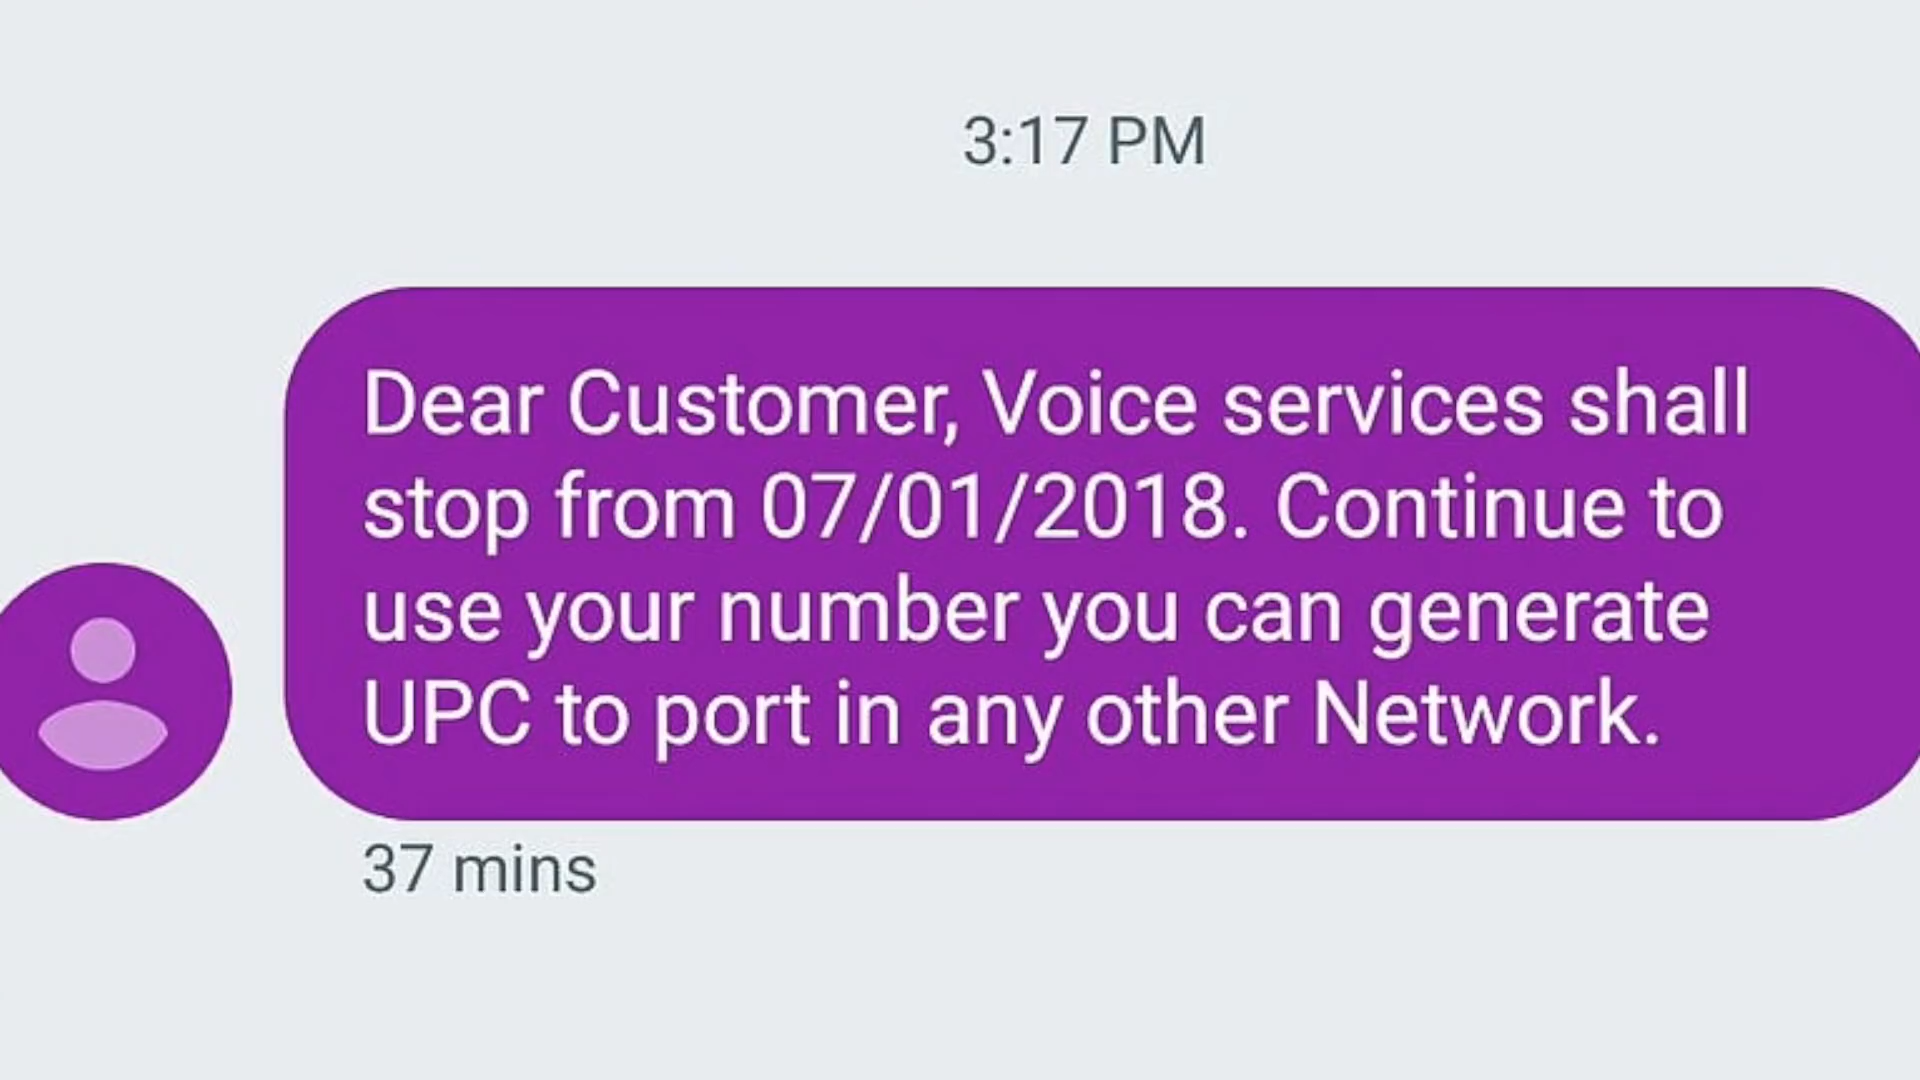 3:17 PM
Dear Customer, Voice services shall
stop from 07/01/2018. Continue to
use your number you can generate
UPC to port in any other Network.
37 mins